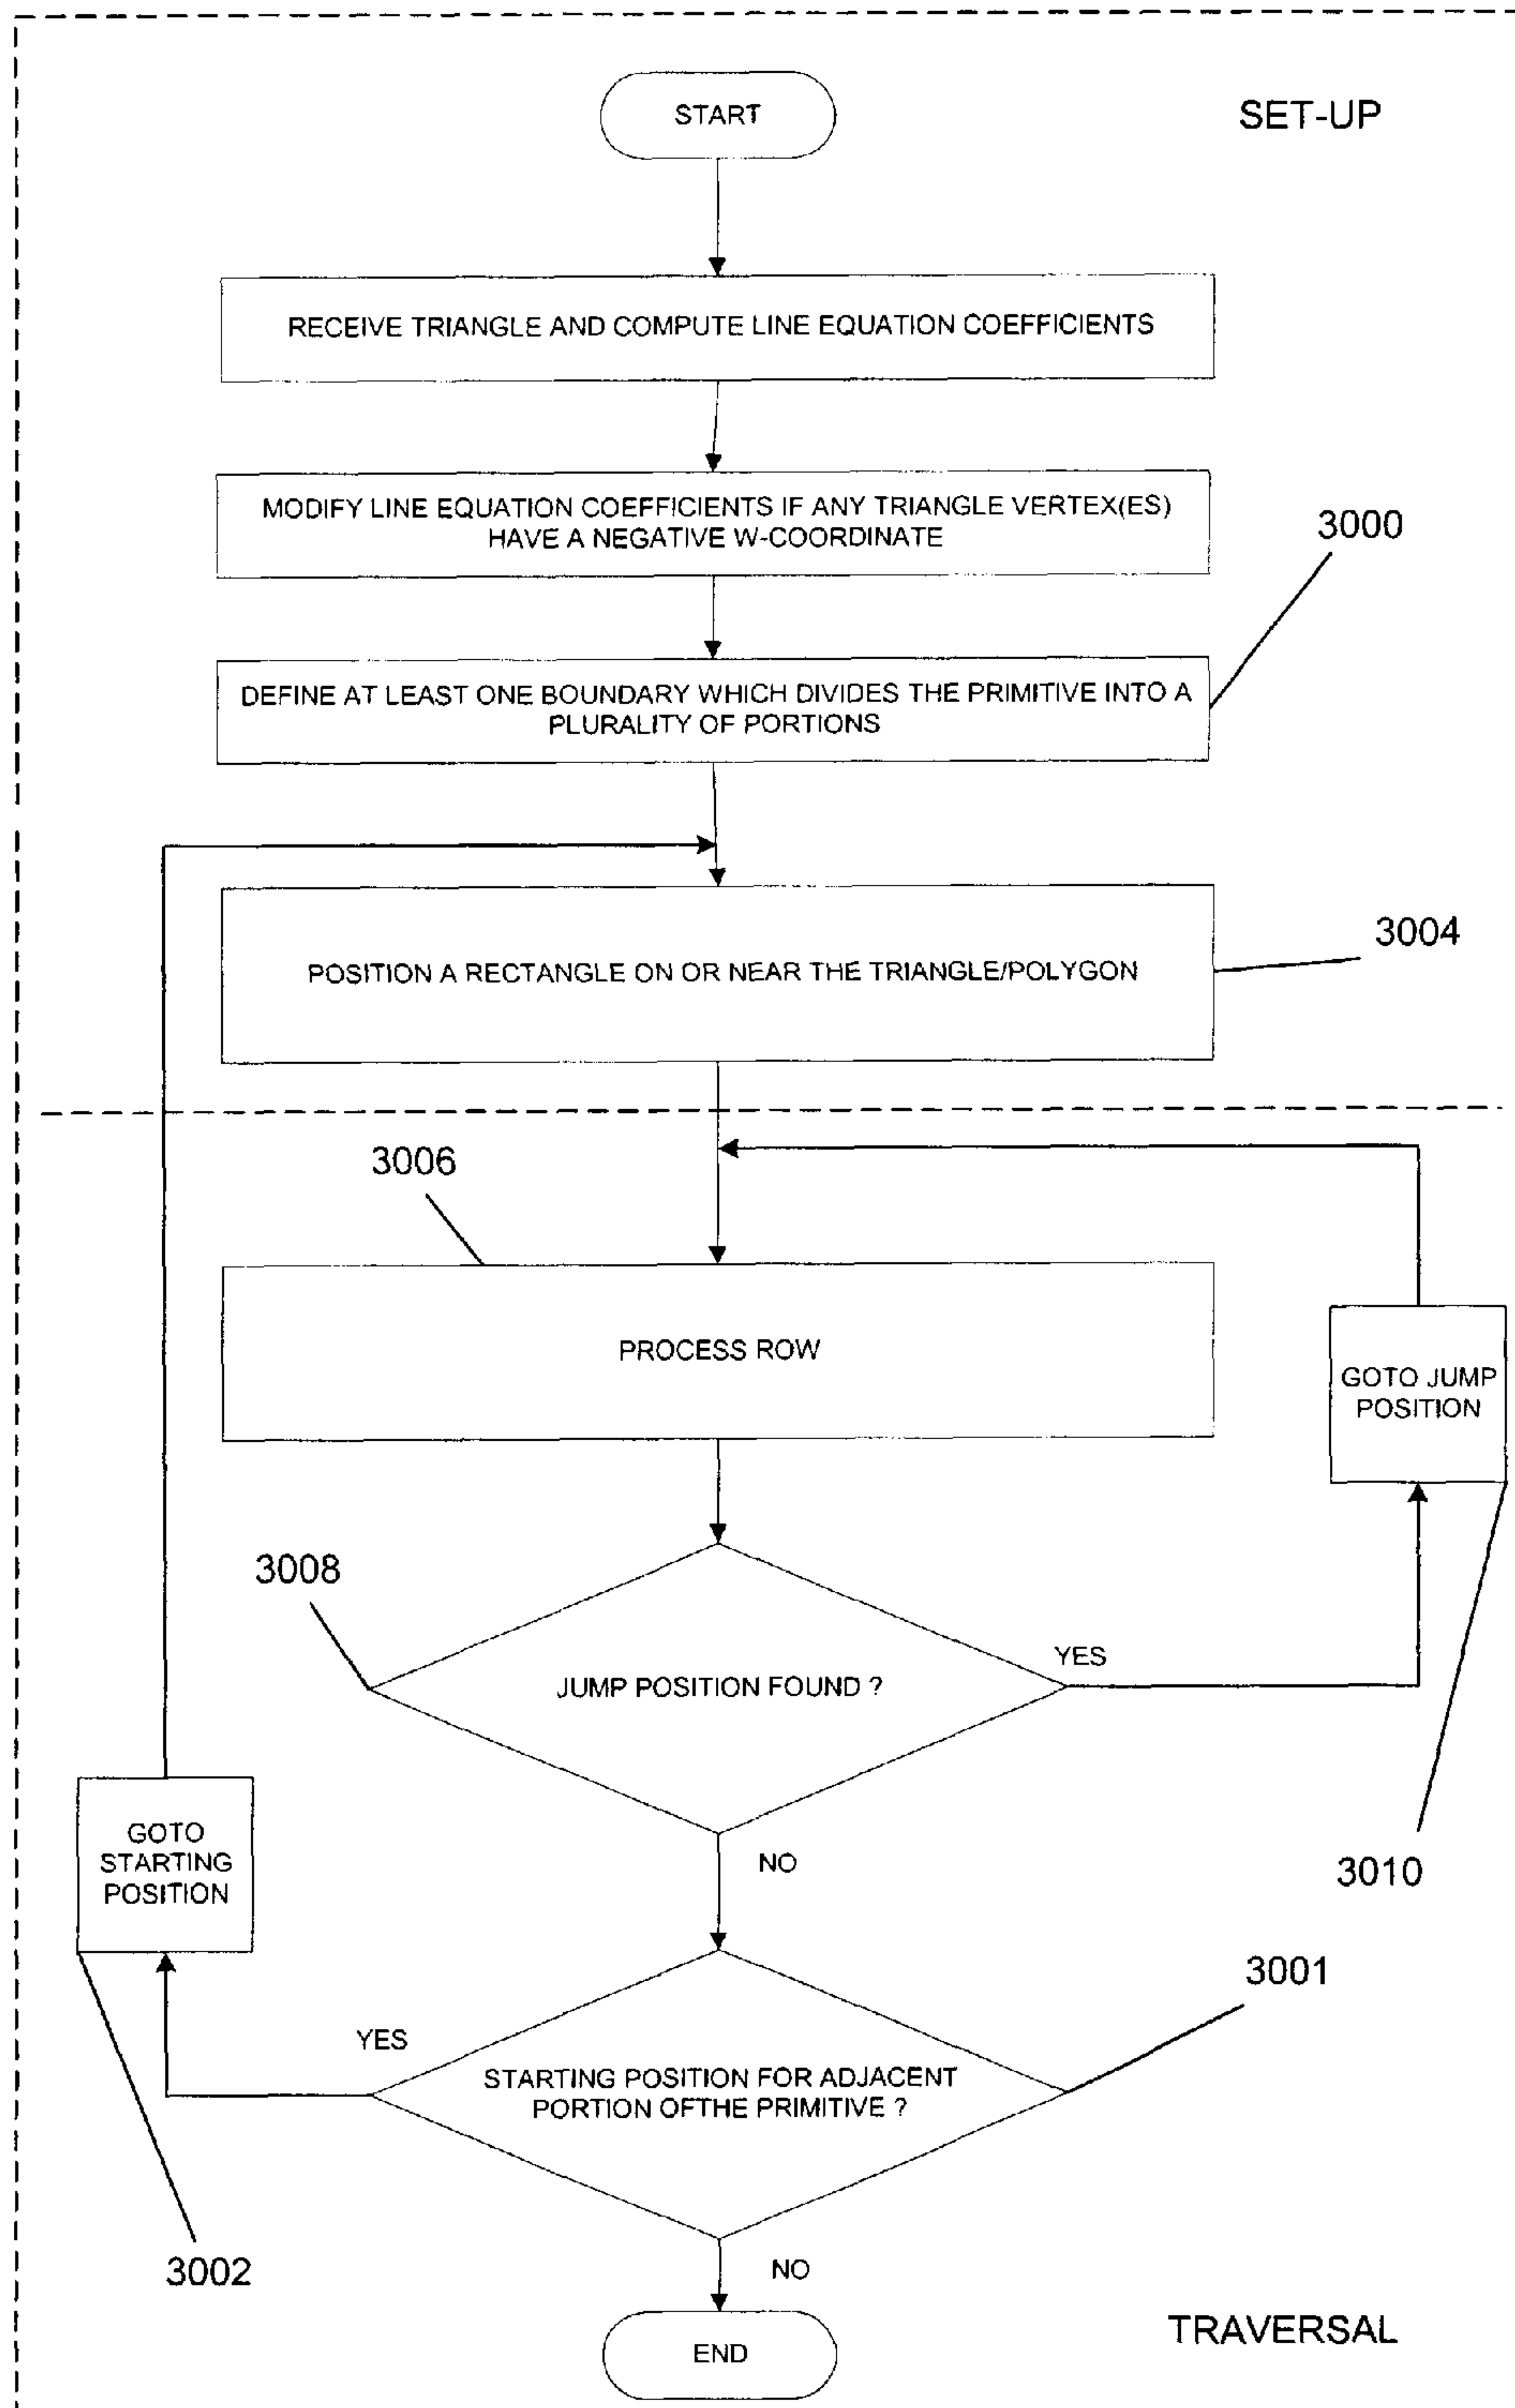 START
SET-UP
RECEIVE TRIANGLE AND COMPUTE LINE EQUATION COEFFICIENTS
MODIFY LINE EQUATION COEFFICIENTS IF ANY TRIANGLE VERTEX(ES)
HAVE A NEGATIVE W-COORDINATE
3000
DEFINE AT LEAST ONE BOUNDARY WHICH DIVIDES THE PRIMITIVE INTO A
PLURALITY OF PORTIONS
3004
POSITION A RECTANGLE ON OR NEAR THE TRIANGLE/POLYGON
3006
PROCESS ROW
GOTO JUMP
POSITION
3008
YES
JUMP POSITION FOUND ?
GOTO
STARTING
POSITION
NO
3010
3001
YES
STARTING POSITION FOR ADJACENT
PORTION OFTHE PRIMITIVE ?
3002
NO
TRAVERSAL
END